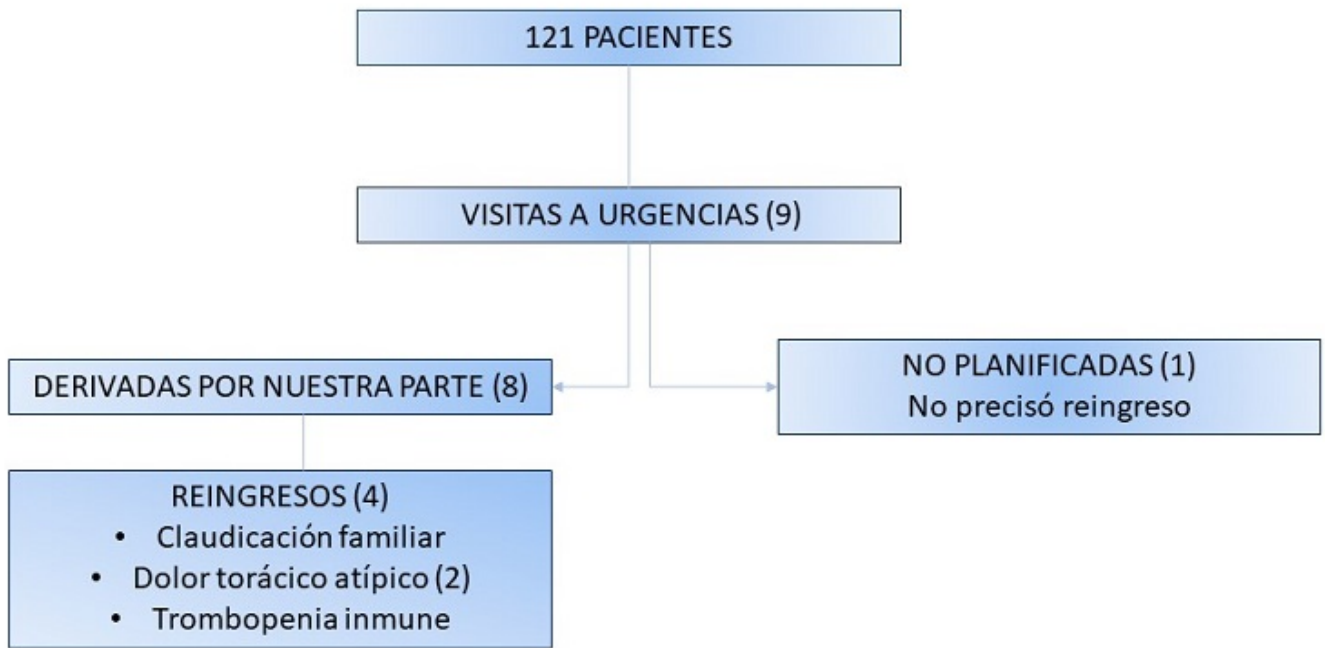 121 PACIENTES
VISITAS A URGENCIAS (9)
DERIVADAS POR NUESTRA PARTE (8)
NO PLANIFICADAS (1)
No precisó reingreso
REINGRESOS (4)
• Claudicación familiar
• Dolor torácico atípico (2)
• Trombopenia inmune